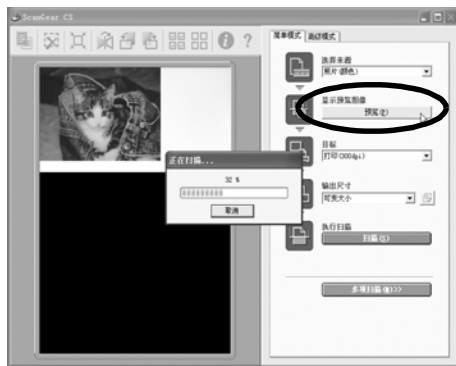 ScanGear CS
简单模式 高级模式
选择来源
照片(颜色)
显示预览图像
预览(P)
目标
打印(300dpi)
输出尺寸
可变大小
执行扫描
扫描(S)
多项扫描(M)>>
正在扫描...
32 %
取消